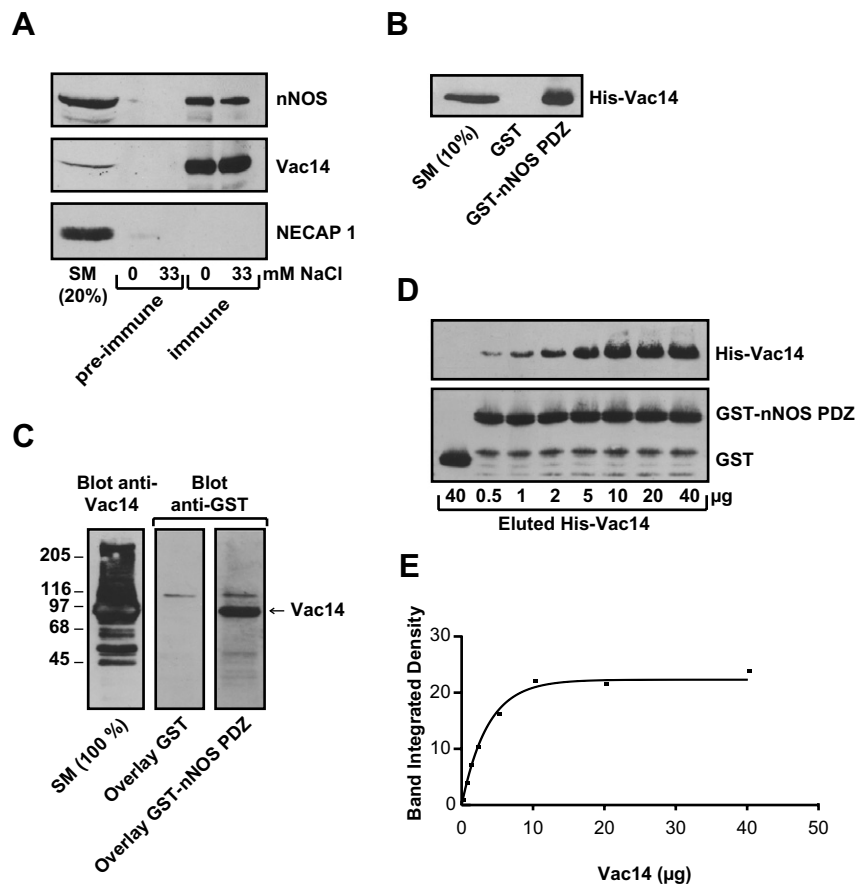 A
nNOS
Vac14
NECAP 1
SM
(20%)
0 33 0 33 mM NaCl
pre-immune
immune
B
His-Vac14
SM (10%)
GST
GST-nNOS PDZ
C
Blot anti-
Vac14
Blot
anti-GST
205
116
97
68
45
← Vac14
SM (100 %)
Overlay GST
Overlay GST-nNOS PDZ
D
His-Vac14
GST-nNOS PDZ
GST
40 0.5 1 2 5 10 20 40 µg
Eluted His-Vac14
E
Band Integrated Density
30
20
10
0
0 10 20 30 40 50
Vac14 (µg)